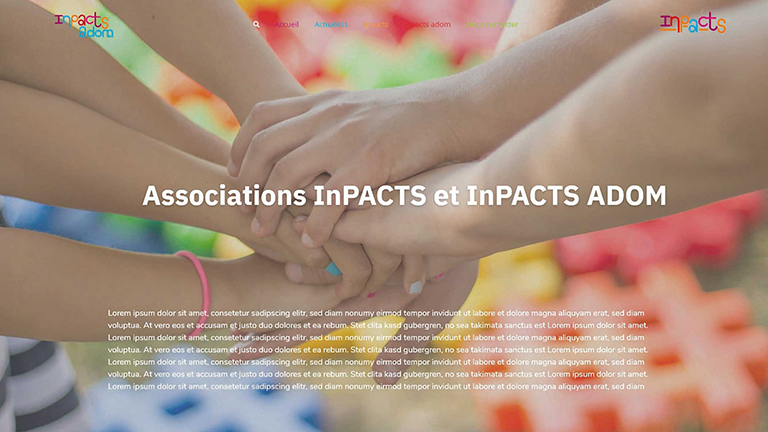 InPacts
adom
Accueil
Inpacts
Associations InPACTS et InPACTS ADOM
Lorem ipsum dolor sit amet, consetetur sadipscing elitr, sed diam nonumy eirmod tempor invidunt ut labore et dolore magna aliquyam erat, sed diam
voluptua. At vero eos et accusam et justo duo dolores et ea rebum. Stet clita kasd gubergren, no sea takimata sanctus est Lorem ipsum dolor sit amet.
Lorem ipsum dolor sit amet, consetetur sadipscing elitr, sed diam nonumy eirmod tempor invidunt ut labore et dolore magna aliquyam erat, sed diam
voluptua. At vero eos et accusam et justo duo dolores et ea rebum. Stet clita kasd gubergren, no sea takimata sanctus est Lorem ipsum dolor sit amet.
Lorem ipsum dolor sit amet, consetetur sadipscing elitr, sed diam nonumy eirmod tempor invidunt ut labore et dolore magna aliquyam erat, sed diam
voluptua. At vero eos et accusam et justo duo dolores et ea rebum. Stet clita kasd gubergren, no sea takimata sanctus est Lorem ipsum dolor sit amet.
Lorem ipsum dolor sit amet, consetetur sadipscing elitr, sed diam nonumy eirmod tempor invidunt ut labore et dolore magna aliquyam erat, sed diam